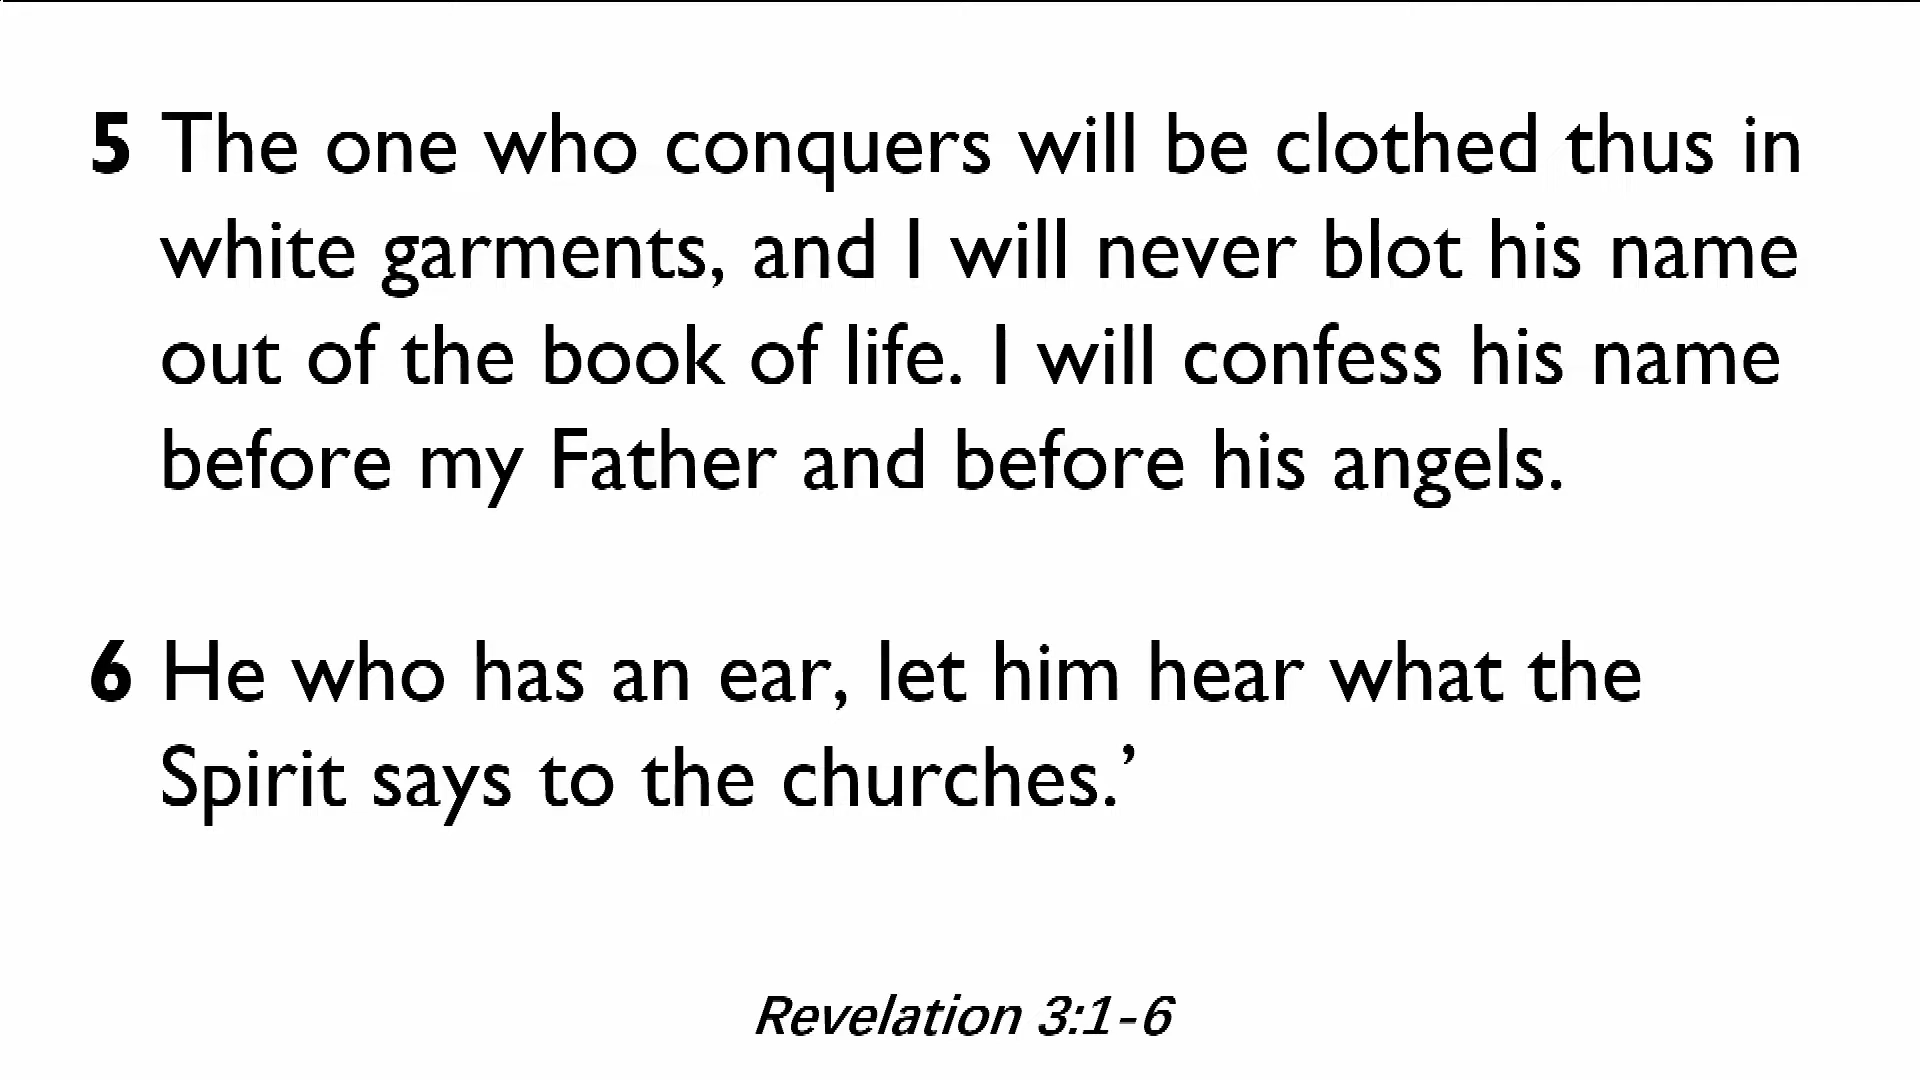 5 The one who conquers will be clothed thus in
white garments, and I will never blot his name
out of the book of life. I will confess his name
before my Father and before his angels.
6 He who has an ear, let him hear what the
Spirit says to the churches.’
Revelation 3:1-6